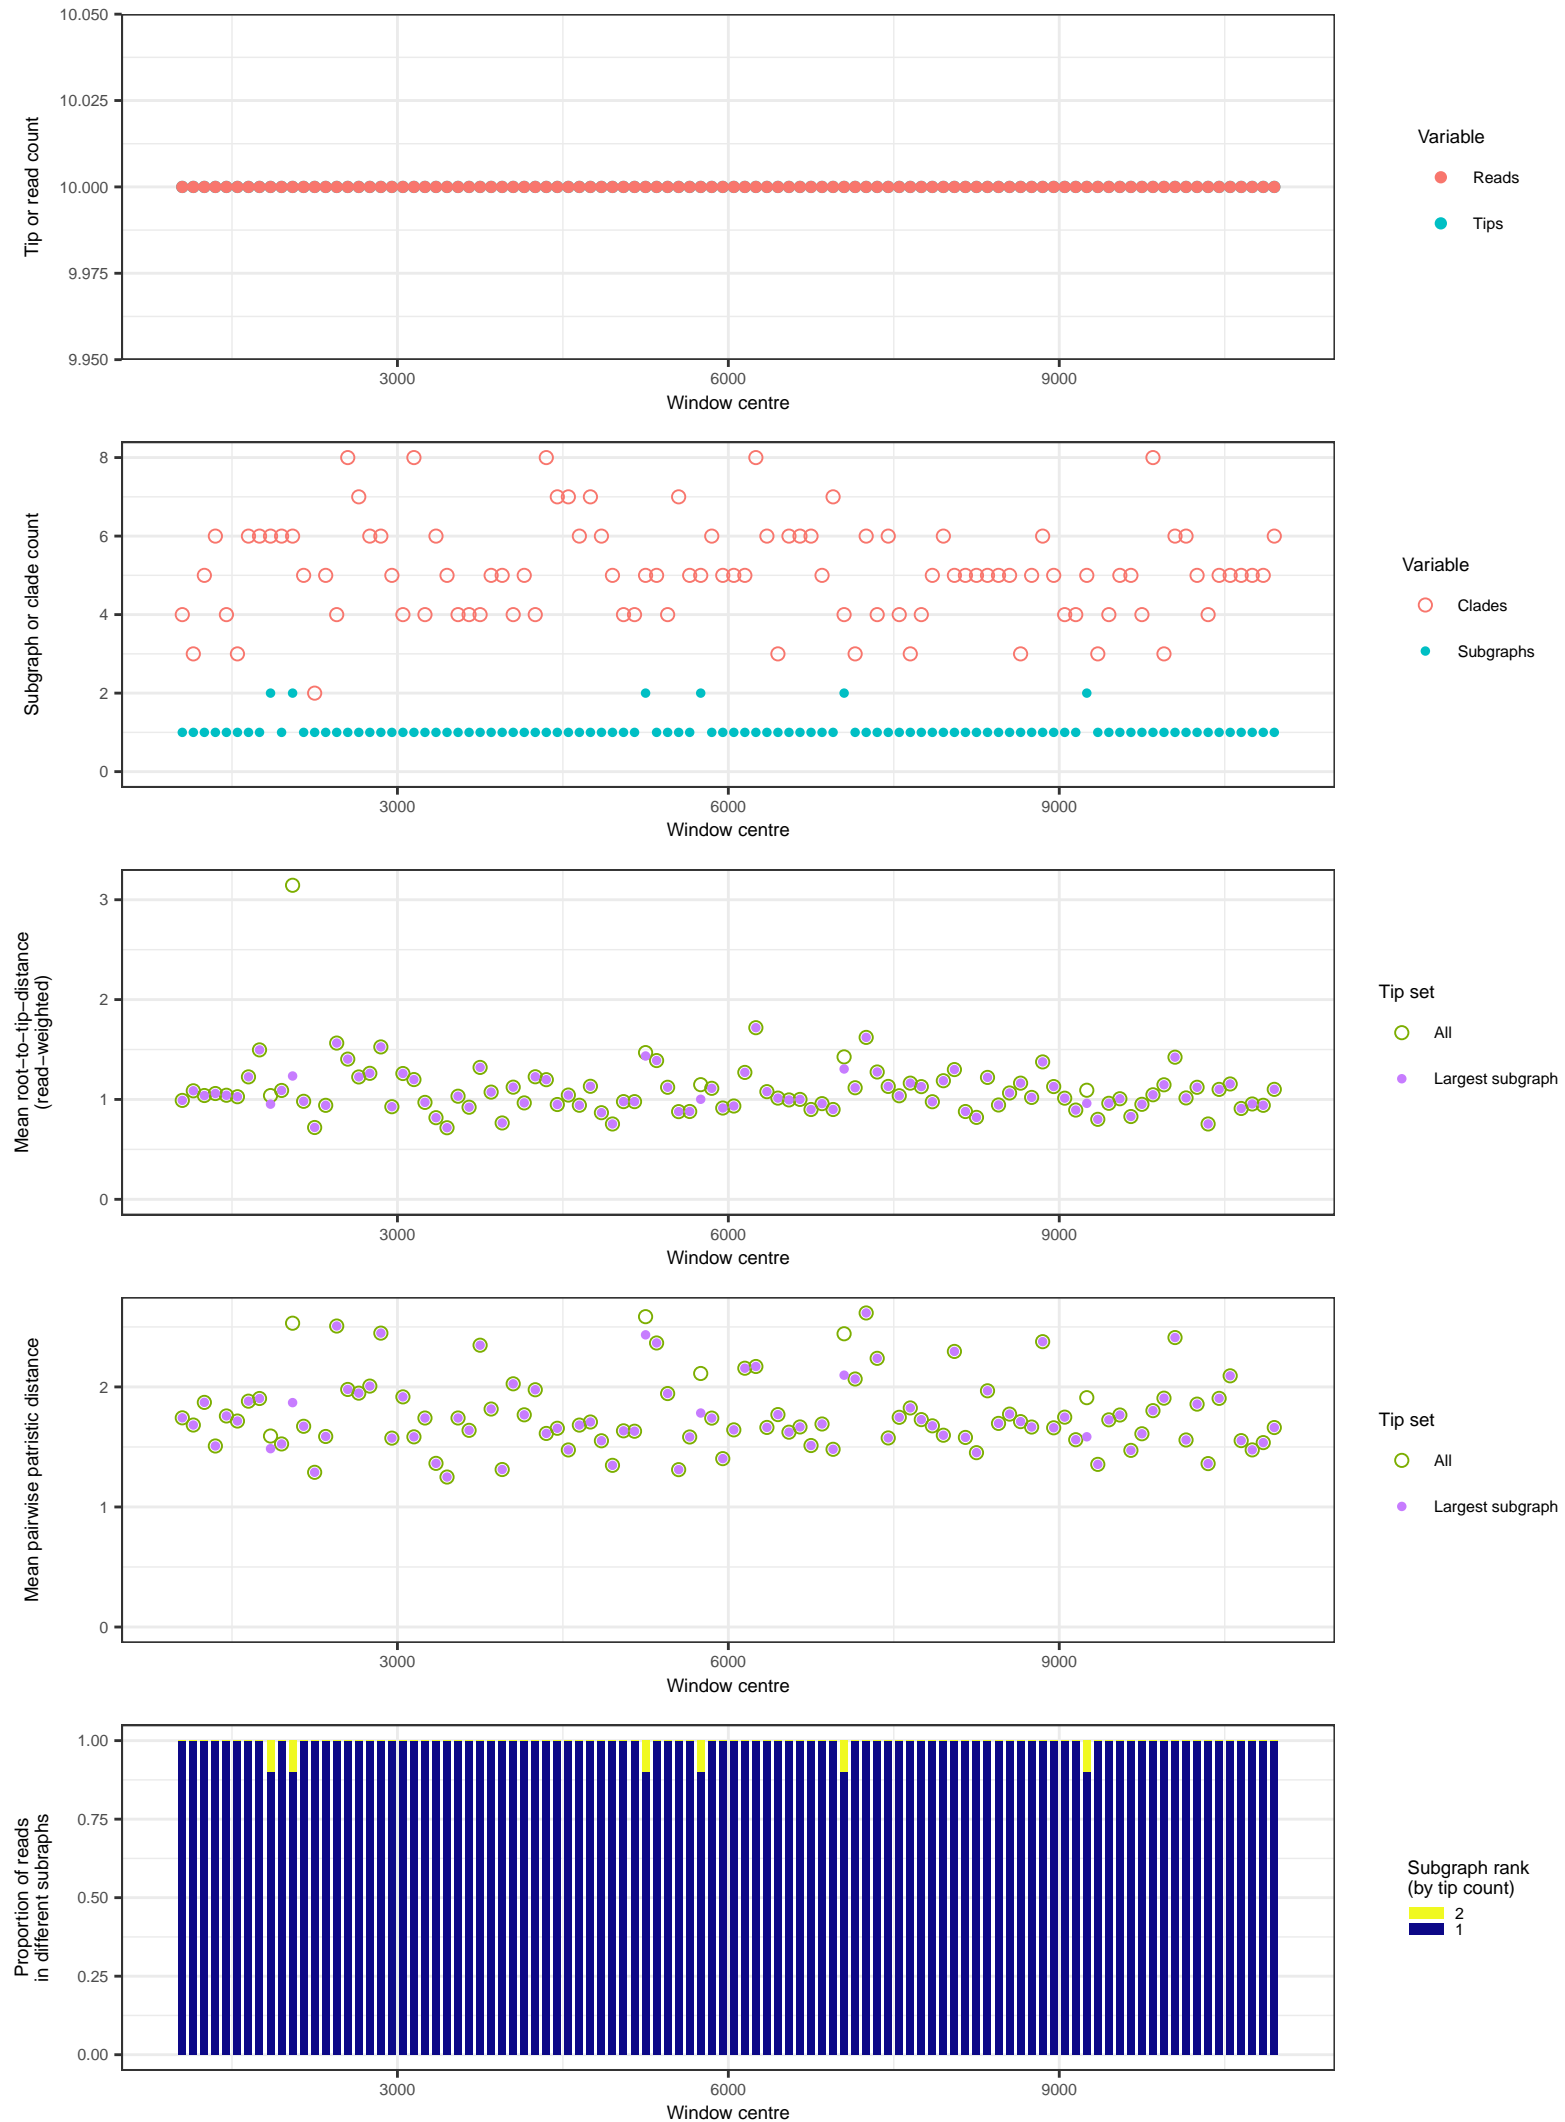 10.050
10.025
10.000
9.975
9.950
Tip or read count
3000
6000
9000
Window centre
Variable
Reads
Tips
8
6
4
2
0
Subgraph or clade count
3000
6000
9000
Window centre
Variable
Clades
Subgraphs
3
2
1
0
Mean root−to−tip−distance
(read−weighted)
3000
6000
9000
Window centre
Tip set
All
Largest subgraph
2
1
0
Mean pairwise patristic distance
3000
6000
9000
Window centre
Tip set
All
Largest subgraph
1.00
0.75
0.50
0.25
0.00
Proportion of reads
in different subraphs
3000
6000
9000
Window centre
Subgraph rank
(by tip count)
2
1